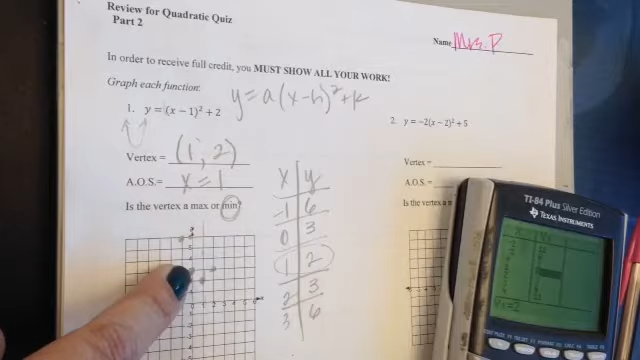 Review for Quadratic Quiz
Part 2
Name Mrs. P
In order to receive full credit, you MUST SHOW ALL YOUR WORK!
Graph each function:
y = a(x-h)² + k
1. y = (x − 1)² + 2
2. y = −2(x − 2)² + 5
Vertex = (1, 2)
A.O.S = x = 1
Is the vertex a max or min?
x y
-1 6
0 3
1 2
2 3
3 6
Vertex =
A.O.S =
Is the vertex a
TI-84 Plus Silver Edition
TEXAS INSTRUMENTS